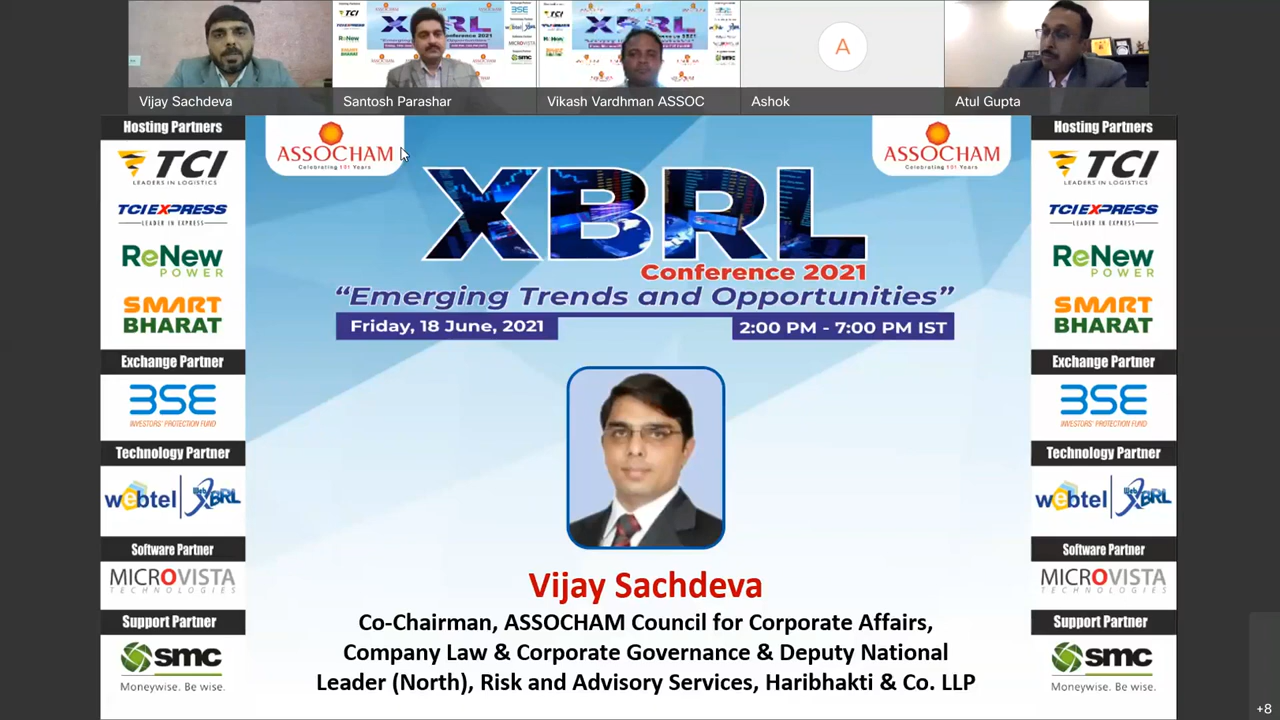 Vijay Sachdeva
Santosh Parashar
Vikash Vardhman ASSOC
A
Ashok
Atul Gupta
Hosting Partners
TCI
LEADERS IN LOGISTICS
TCIEXPRESS
LEADER IN EXPRESS
ReNew
POWER
SMART
BHARAT
Exchange Partner
BSE
INVESTORS' PROTECTION FUND
Technology Partner
webtel
Web
XBRL
Software Partner
MICROVISTA
TECHNOLOGIES
Support Partner
smc
Moneywise. Be wise.
ASSOCHAM
Celebrating 101 Years
ASSOCHAM
Celebrating 101 Years
XBRL
Conference 2021
“Emerging Trends and Opportunities”
Friday, 18 June, 2021
2:00 PM - 7:00 PM IST
Vijay Sachdeva
Co-Chairman, ASSOCHAM Council for Corporate Affairs,
Company Law & Corporate Governance & Deputy National
Leader (North), Risk and Advisory Services, Haribhakti & Co. LLP
Hosting Partners
TCI
LEADERS IN LOGISTICS
TCIEXPRESS
LEADER IN EXPRESS
ReNew
POWER
SMART
BHARAT
Exchange Partner
BSE
INVESTORS' PROTECTION FUND
Technology Partner
webtel
Web
XBRL
Software Partner
MICROVISTA
TECHNOLOGIES
Support Partner
smc
Moneywise. Be wise.
+8